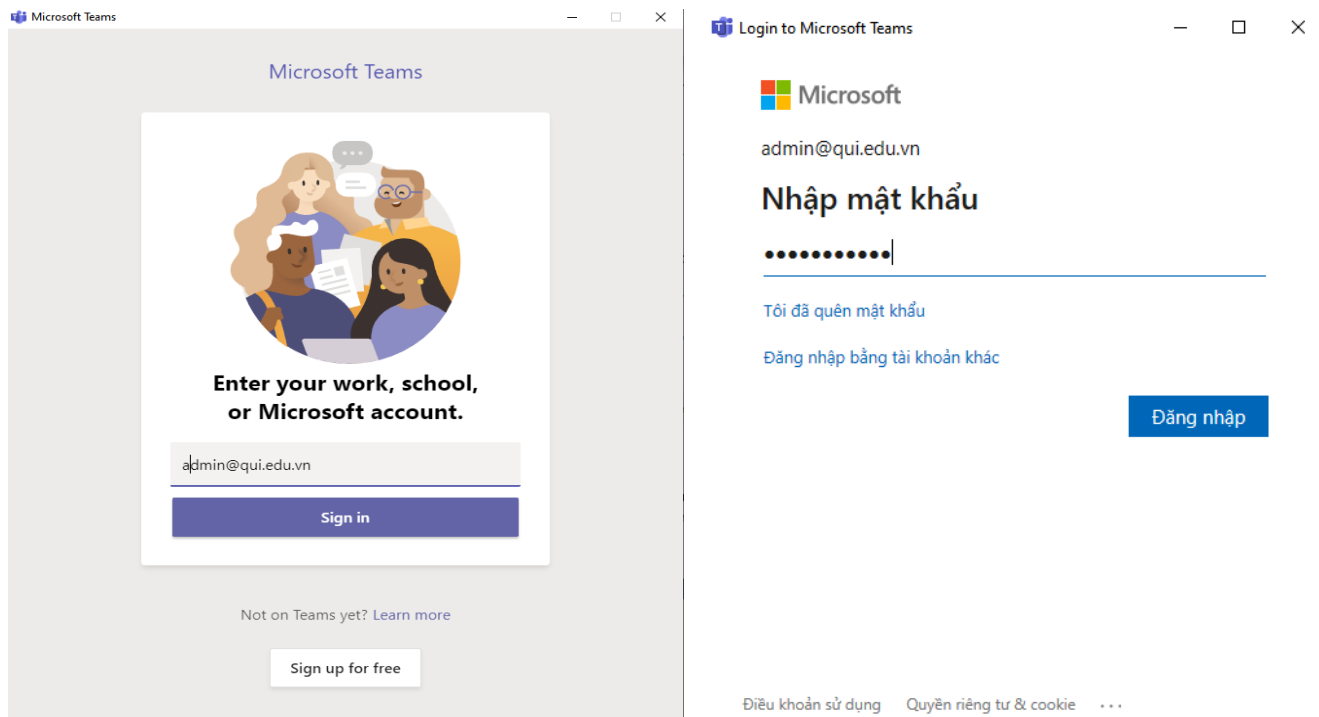 Microsoft Teams
Microsoft Teams
Enter your work, school,
or Microsoft account.
admin@qui.edu.vn
Sign in
Not on Teams yet? Learn more
Sign up for free
Login to Microsoft Teams
Microsoft
admin@qui.edu.vn
Nhập mật khẩu
•••••••••••
Tôi đã quên mật khẩu
Đăng nhập bằng tài khoản khác
Đăng nhập
Điều khoản sử dụng Quyền riêng tư & cookie ...